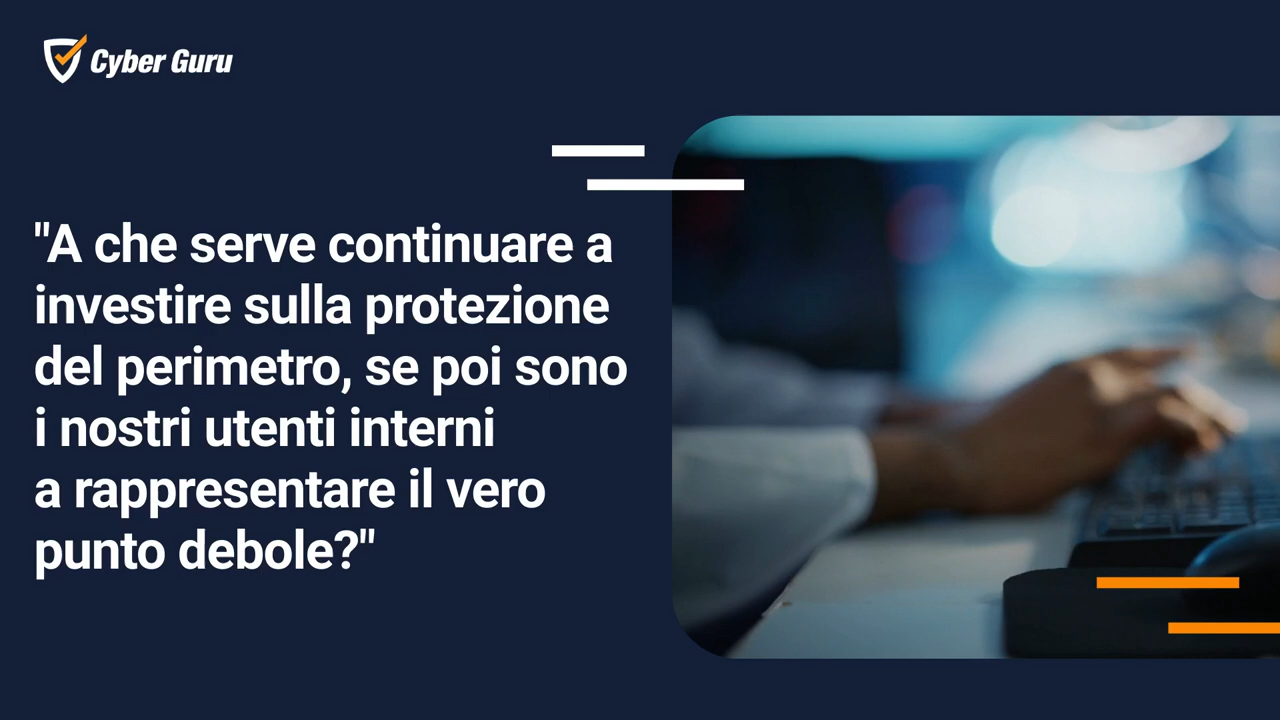 Cyber Guru
"A che serve continuare a
investire sulla protezione
del perimetro, se poi sono
i nostri utenti interni
a rappresentare il vero
punto debole?"